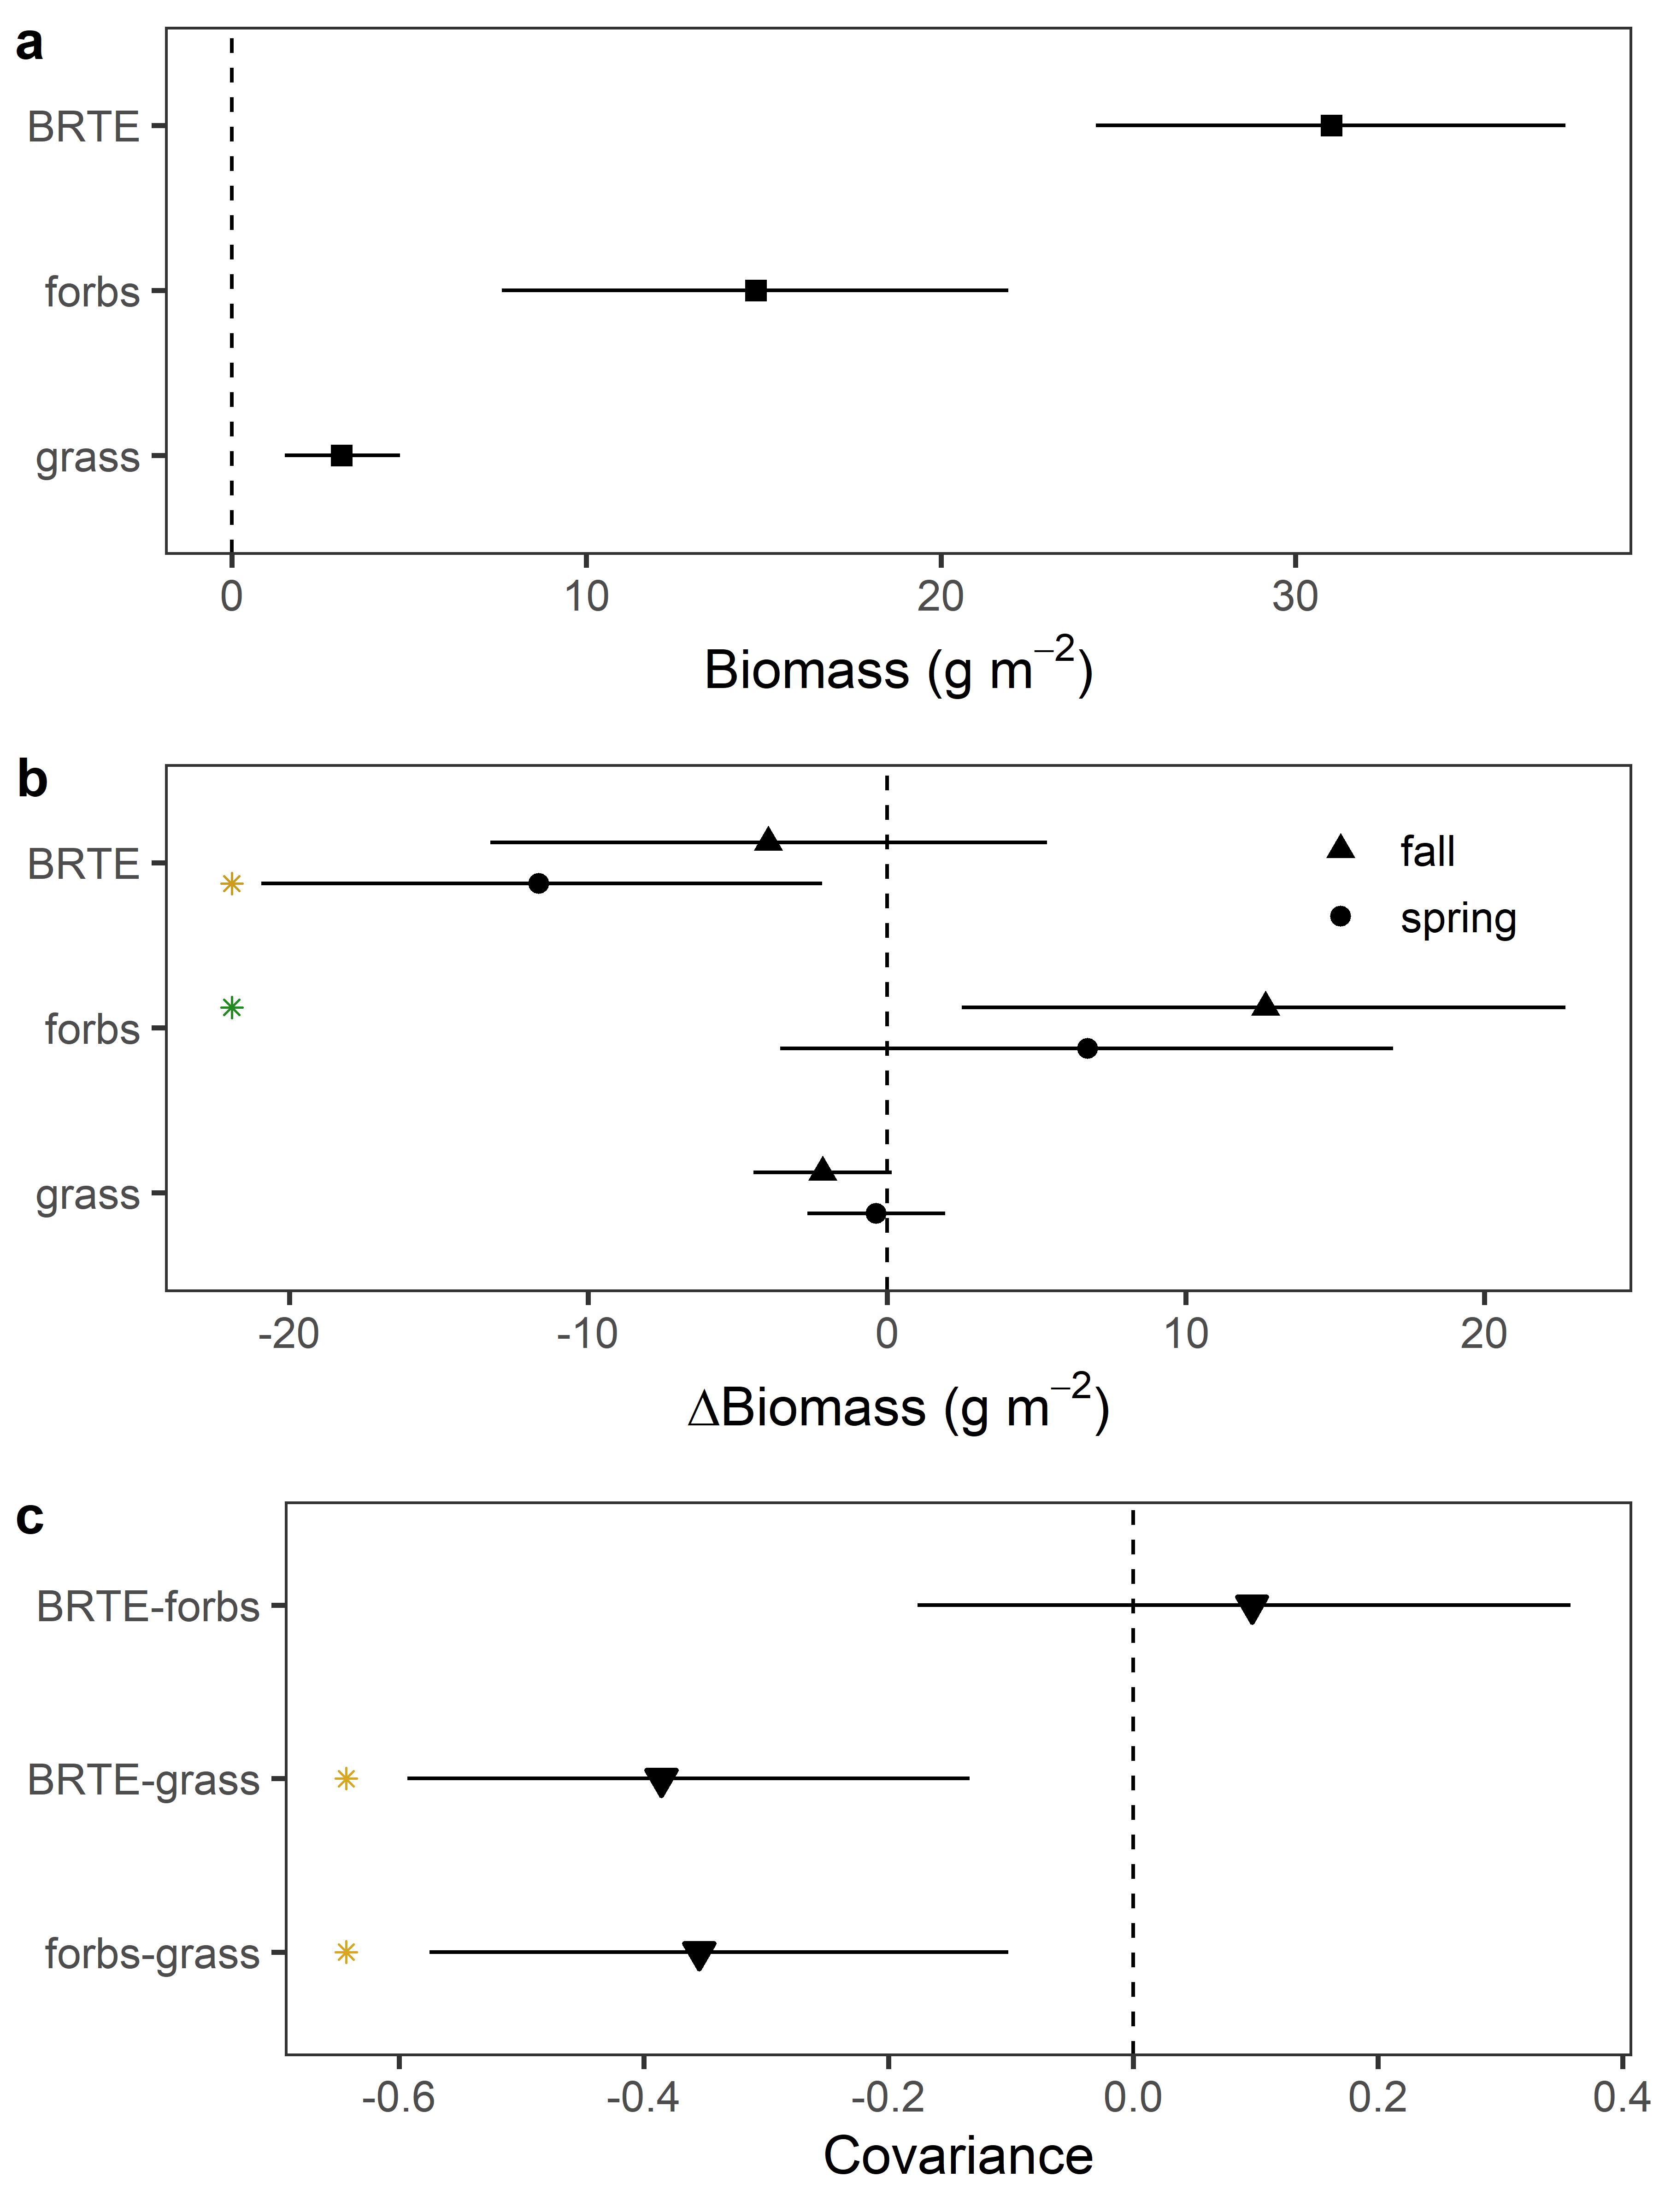 a
BRTE
forbs
grass
0 10 20 30
Biomass (g m⁻²)
b
BRTE
forbs
grass
fall
spring
-20 -10 0 10 20
ΔBiomass (g m⁻²)
c
BRTE-forbs
BRTE-grass
forbs-grass
-0.6 -0.4 -0.2 0.0 0.2 0.4
Covariance